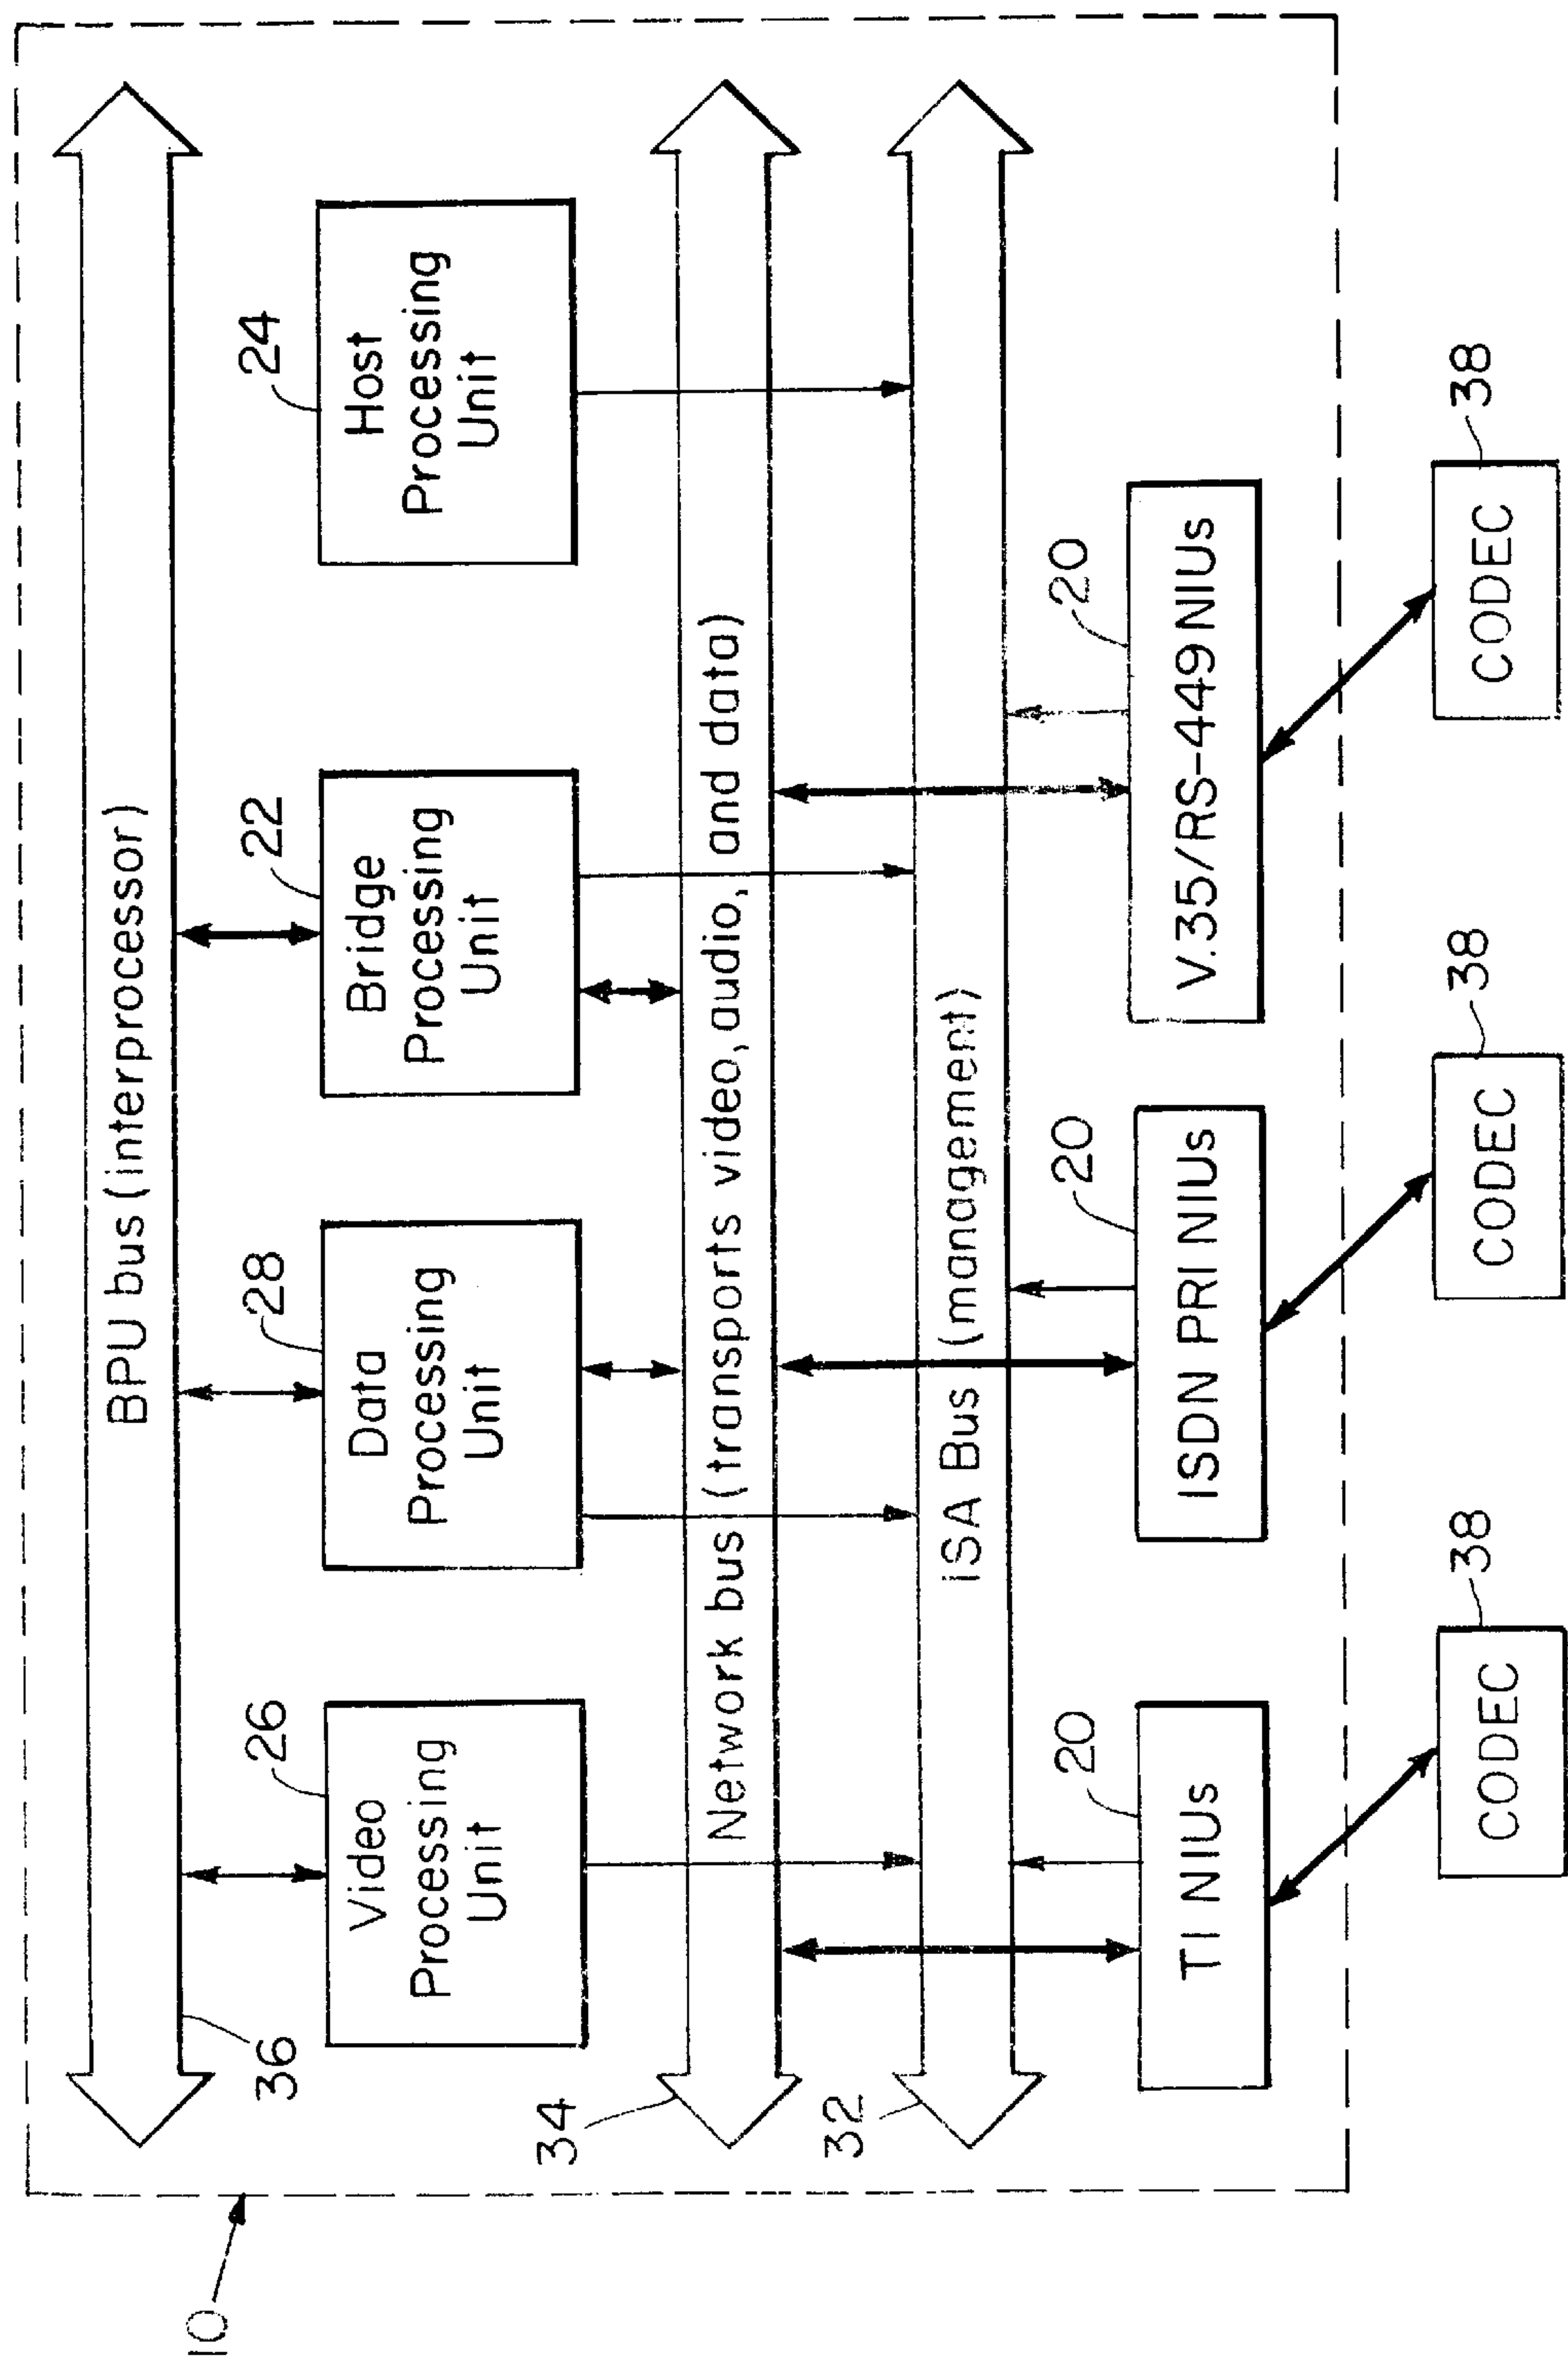 BPU bus (interprocessor)
36
26
28
22
24
Video
Processing
Unit
Data
Processing
Unit
Bridge
Processing
Unit
Host
Processing
Unit
34
Network bus (transports video, audio, and data)
32
iSA Bus (management)
20
20
20
T1 NIUs
ISDN PRI NIUs
V.35/RS-449 NIUs
10
38
38
38
CODEC
CODEC
CODEC